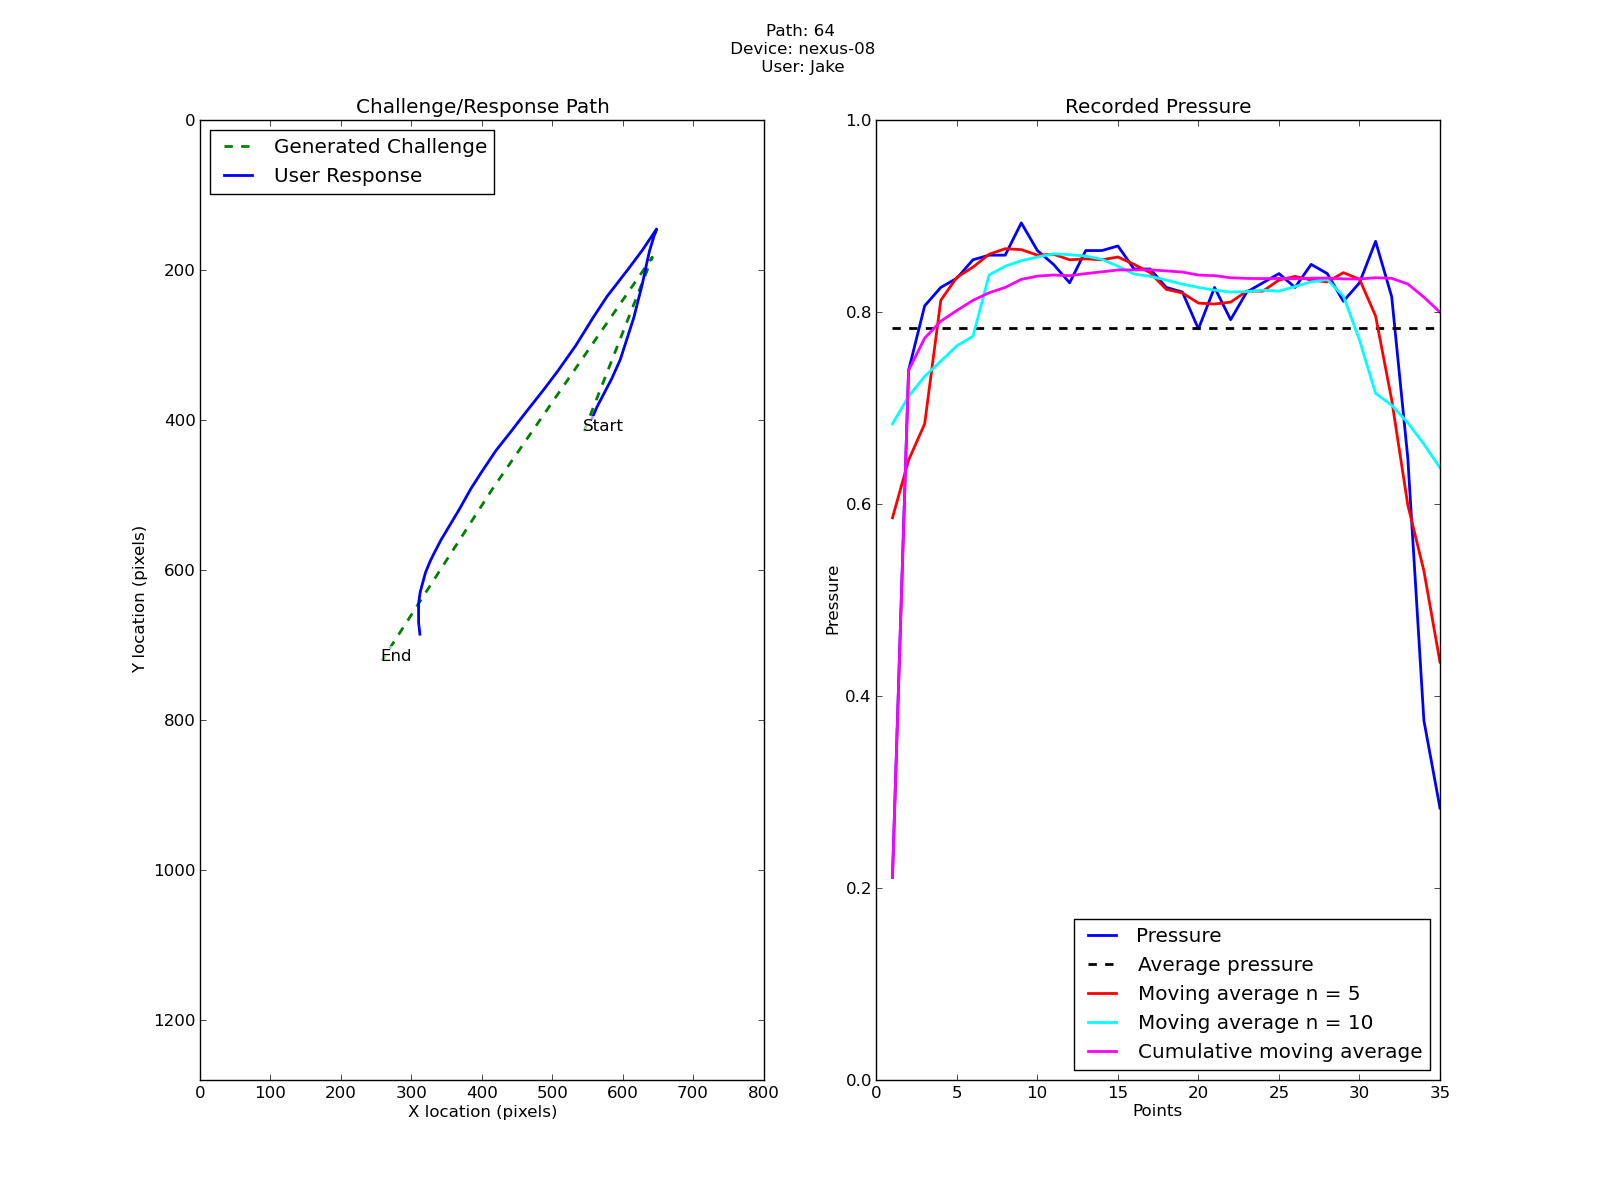 Path: 64
Device: nexus-08
User: Jake
Challenge/Response Path
Generated Challenge
User Response
0
200
400
600
800
1000
1200
Y location (pixels)
Start
End
0 100 200 300 400 500 600 700 800
X location (pixels)
Recorded Pressure
1.0
0.8
0.6
0.4
0.2
0.0
Pressure
Pressure
Average pressure
Moving average n = 5
Moving average n = 10
Cumulative moving average
0 5 10 15 20 25 30 35
Points